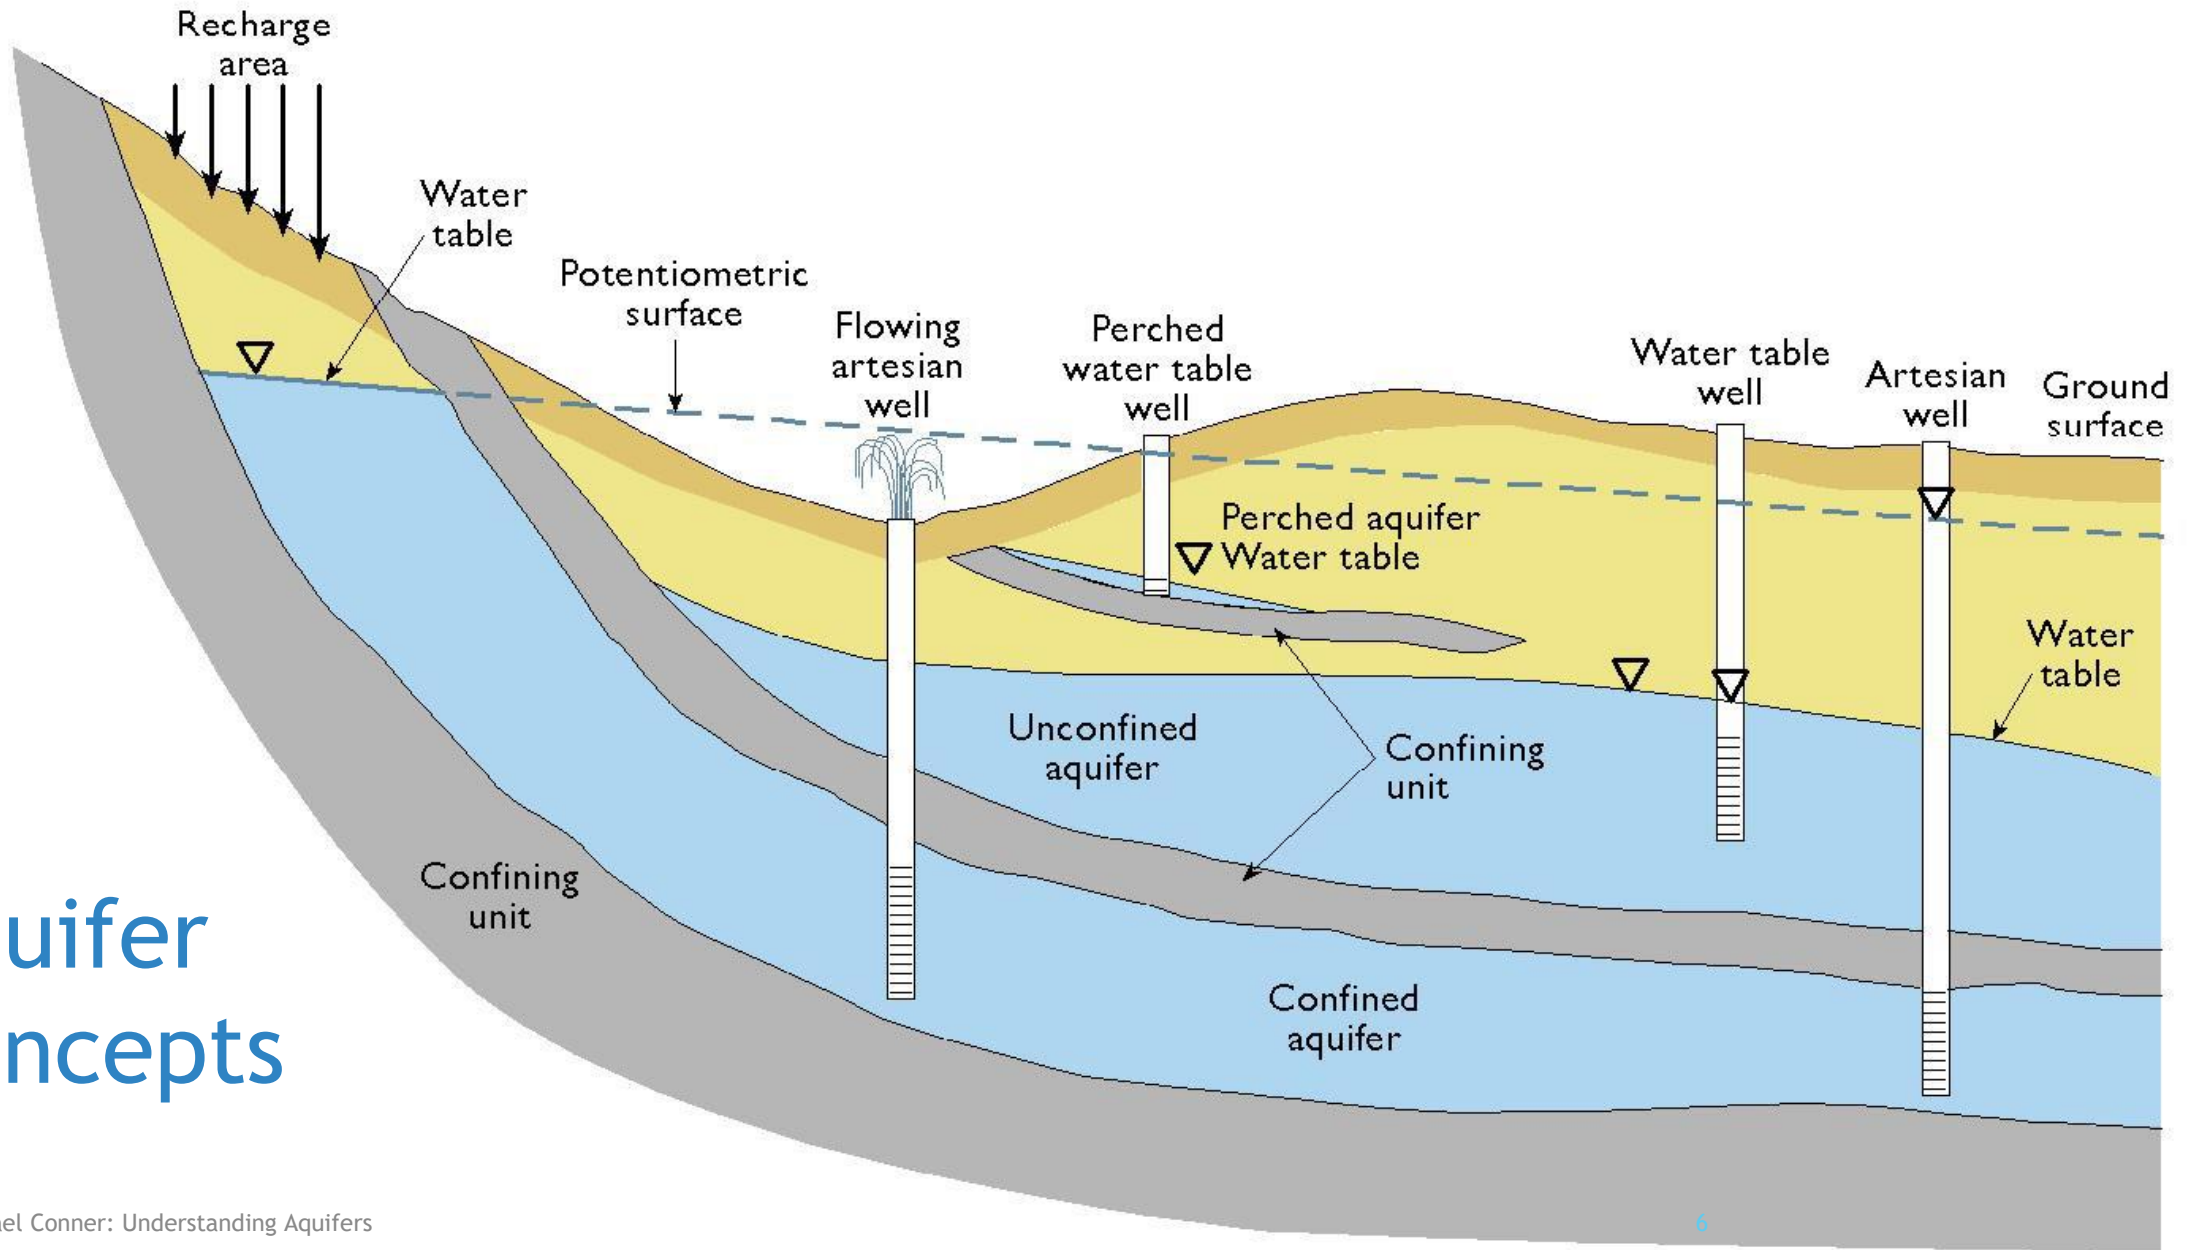 Recharge
area
Water
table
Potentiometric
surface
Flowing
artesian
well
Perched
water table
well
Water table
well
Artesian
well
Ground
surface
Perched aquifer
Water table
Water
table
Unconfined
aquifer
Confining
unit
Confining
unit
Confined
aquifer
uifer
ncepts
el Conner: Understanding Aquifers
6